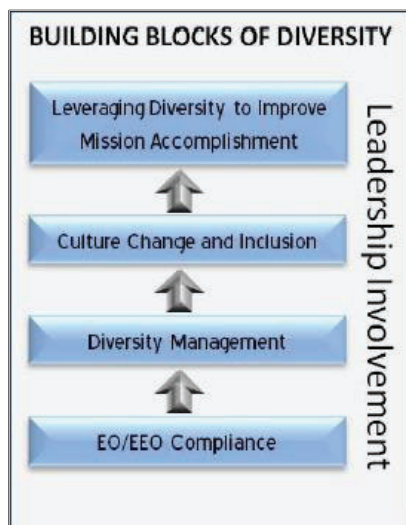 BUILDING BLOCKS OF DIVERSITY
Leveraging Diversity to Improve
Mission Accomplishment
Culture Change and Inclusion
Diversity Management
EO/EEO Compliance
Leadership Involvement